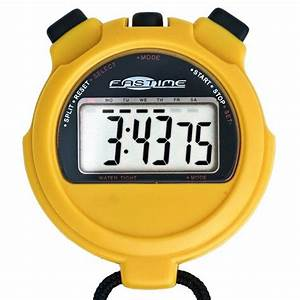 • MODE
• SPLIT • RESET • SELECT
• START • STOP • SET
FASTIME
MO TU WE TH FR SA SU
3:4375
WATER TIGHT
• MODE